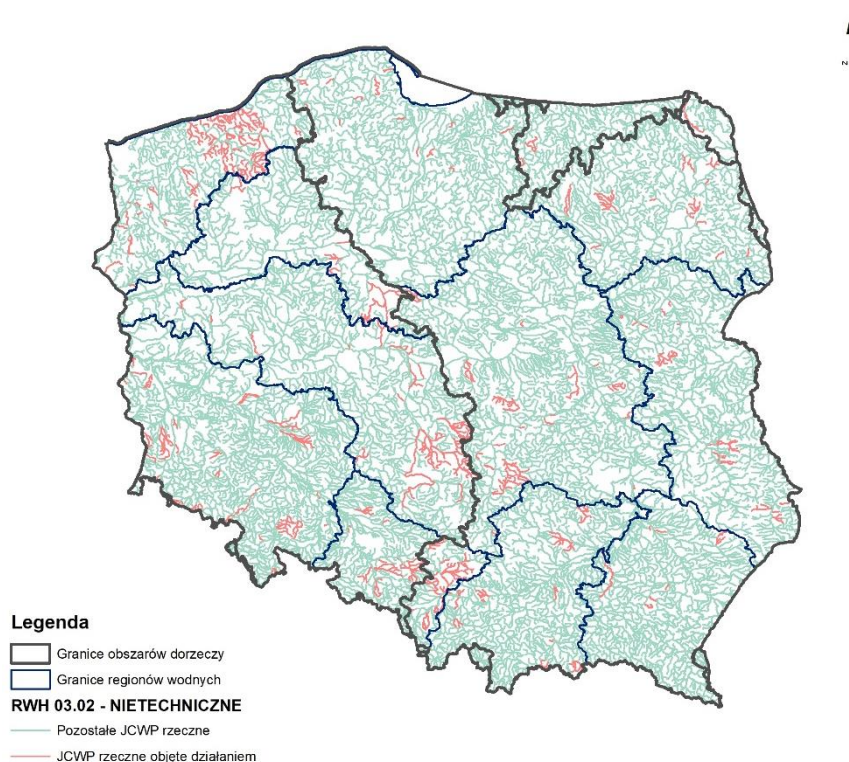 Legenda
Granice obszarów dorzeczy
Granice regionów wodnych
RWH 03.02 - NIETECHNICZNE
Pozostałe JCWP rzeczne
JCWP rzeczne objęte działaniem